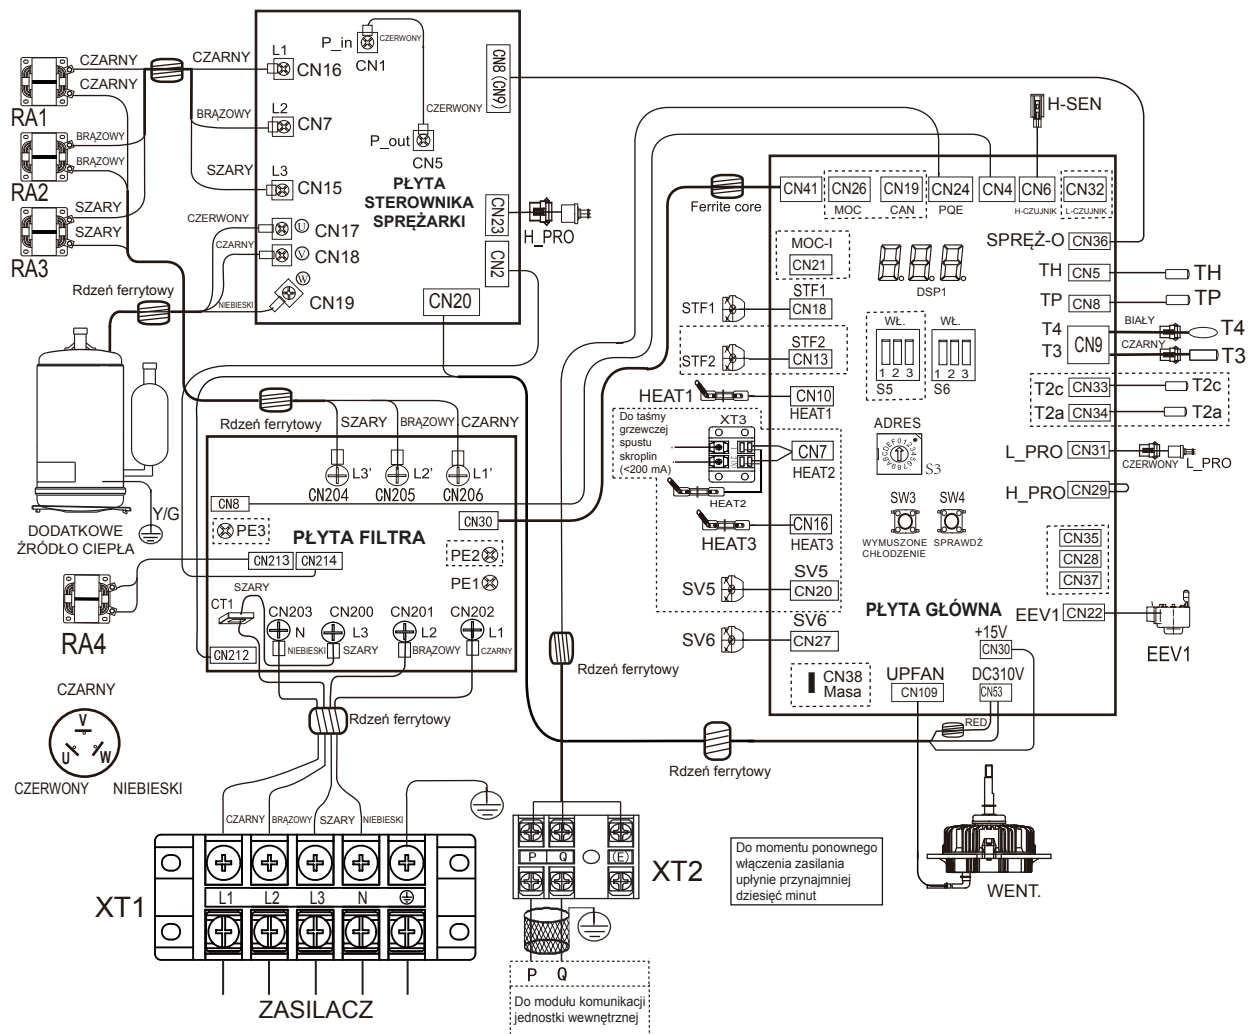 CZARNY
CZARNY
RA1
BRĄZOWY
BRĄZOWY
RA2
SZARY
SZARY
RA3
CZARNY
L1
CN16
BRĄZOWY
L2
CN7
SZARY
L3
CN15
CZERWONY
U
CN17
CZARNY
V
CN18
NIEBIESKI
W
CN19
P_in
CN1
CZERWONY
CZERWONY
P_out
CN5
PŁYTA
STEROWNIKA
SPRĘŻARKI
CN8 (CN9)
CN23
H_PRO
CN2
CN20
Rdzeń ferrytowy
DODATKOWE
ŹRÓDŁO CIEPŁA
Y/G
Rdzeń ferrytowy
SZARY
BRĄZOWY
CZARNY
L3'
L2'
L1'
CN204
CN205
CN206
CN8
CN30
PE3
PŁYTA FILTRA
PE2
CN213
CN214
PE1
RA4
SZARY
CT1
CN203
CN200
CN201
CN202
N
L3
L2
L1
NIEBIESKI
SZARY
BRĄZOWY
CZARNY
CN212
Rdzeń ferrytowy
CZARNY
V
U
W
CZERWONY
NIEBIESKI
CZARNY
BRĄZOWY
SZARY
NIEBIESKI
XT1
L1
L2
L3
N
ZASILACZ
Rdzeń ferrytowy
P
Q
(E)
XT2
P
Q
Do modułu komunikacji
jednostki wewnętrznej
Do momentu ponownego
włączenia zasilania
upłynie przynajmniej
dziesięć minut
Rdzeń ferrytowy
Ferrite core
H-SEN
CN41
CN26
CN19
CN24
CN4
CN6
CN32
MOC
CAN
PQE
H-CZUJNIK
L-CZUJNIK
SPRĘŻ-O
CN36
MOC-I
CN21
DSP1
TH
CN5
TH
TP
CN8
TP
STF1
STF1
CN18
STF2
STF2
CN13
WŁ.
1 2 3
S5
WŁ.
1 2 3
S6
T4
T3
CN9
BIAŁY
T4
CZARNY
T3
T2c
CN33
T2c
T2a
CN34
T2a
HEAT1
CN10
HEAT1
Do taśmy
grzewczej
spustu
skroplin
(<200 mA)
XT3
CN7
HEAT2
HEAT2
ADRES
S3
L_PRO
CN31
CZERWONY
L_PRO
H_PRO
CN29
HEAT3
CN16
HEAT3
SW3
SW4
WYMUSZONE
CHŁODZENIE
SPRAWDŹ
CN35
CN28
CN37
SV5
SV5
CN20
PŁYTA GŁÓWNA
EEV1
CN22
EEV1
SV6
SV6
CN27
+15V
CN30
CN38
Masa
UPFAN
CN109
DC310V
CN53
RED
WENT.